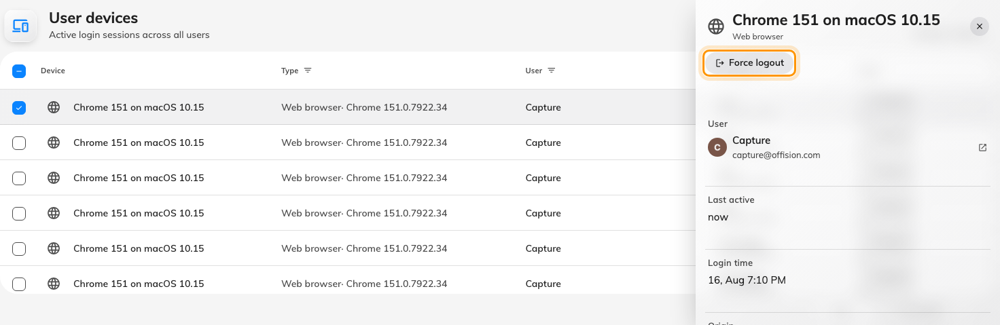 User devices
Active login sessions across all users
Device Type User
Chrome 151 on macOS 10.15 Web browser· Chrome 151.0.7922.34 Capture
Chrome 151 on macOS 10.15 Web browser· Chrome 151.0.7922.34 Capture
Chrome 151 on macOS 10.15 Web browser· Chrome 151.0.7922.34 Capture
Chrome 151 on macOS 10.15 Web browser· Chrome 151.0.7922.34 Capture
Chrome 151 on macOS 10.15 Web browser· Chrome 151.0.7922.34 Capture
Chrome 151 on macOS 10.15 Web browser· Chrome 151.0.7922.34 Capture
Chrome 151 on macOS 10.15
Web browser
Force logout
User
C
Capture
capture@offision.com
Last active
now
Login time
16, Aug 7:10 PM